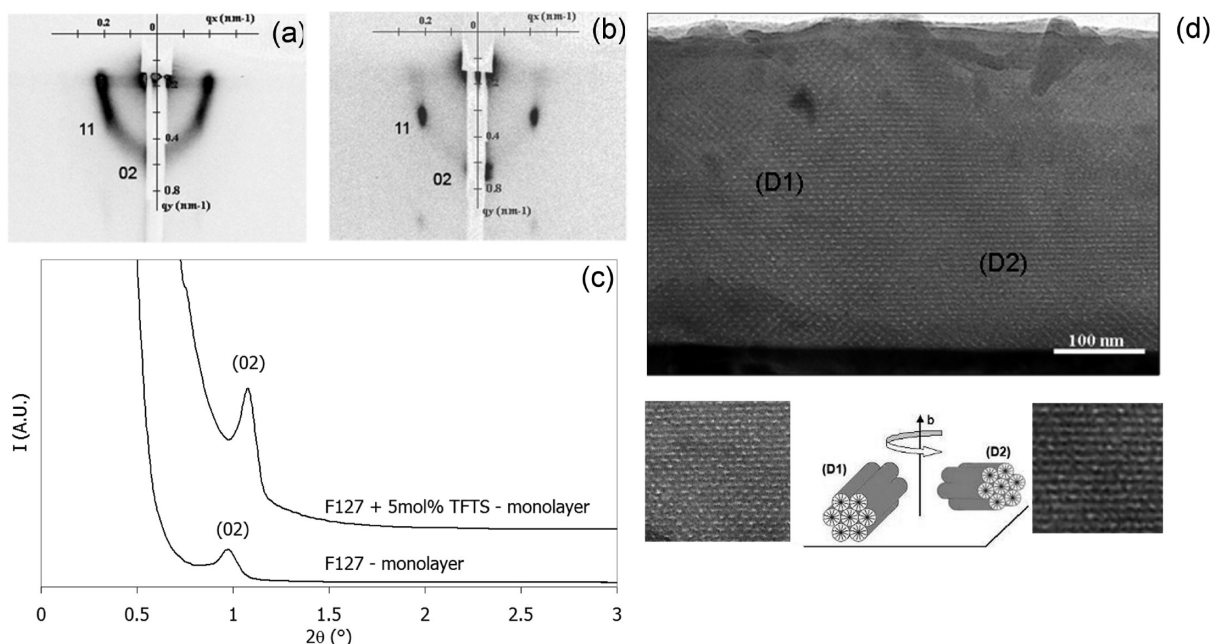 (a)
qx (nm-1)
0.2
0
11
0.4
02
0.8
qy (nm-1)
(b)
qx (nm-1)
0.2
0
11
0.4
02
0.8
qy (nm-1)
(c)
I (A.U.)
(02)
F127 + 5mol% TFTS - monolayer
(02)
F127 - monolayer
0 0.5 1 1.5 2 2.5 3
2θ (°)
(d)
(D1)
(D2)
100 nm
b
(D1)
(D2)